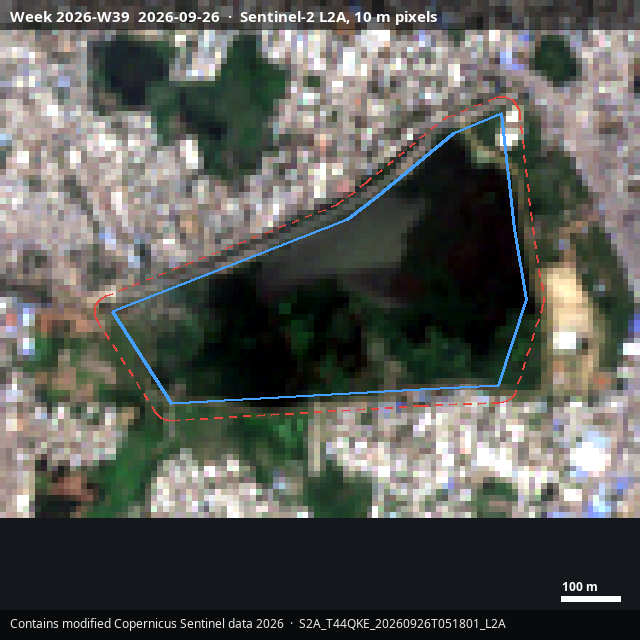 Week 2026-W39 2026-09-26 · Sentinel-2 L2A, 10 m pixels
100 m
Contains modified Copernicus Sentinel data 2026 · S2A_T44QKE_20260926T051801_L2A